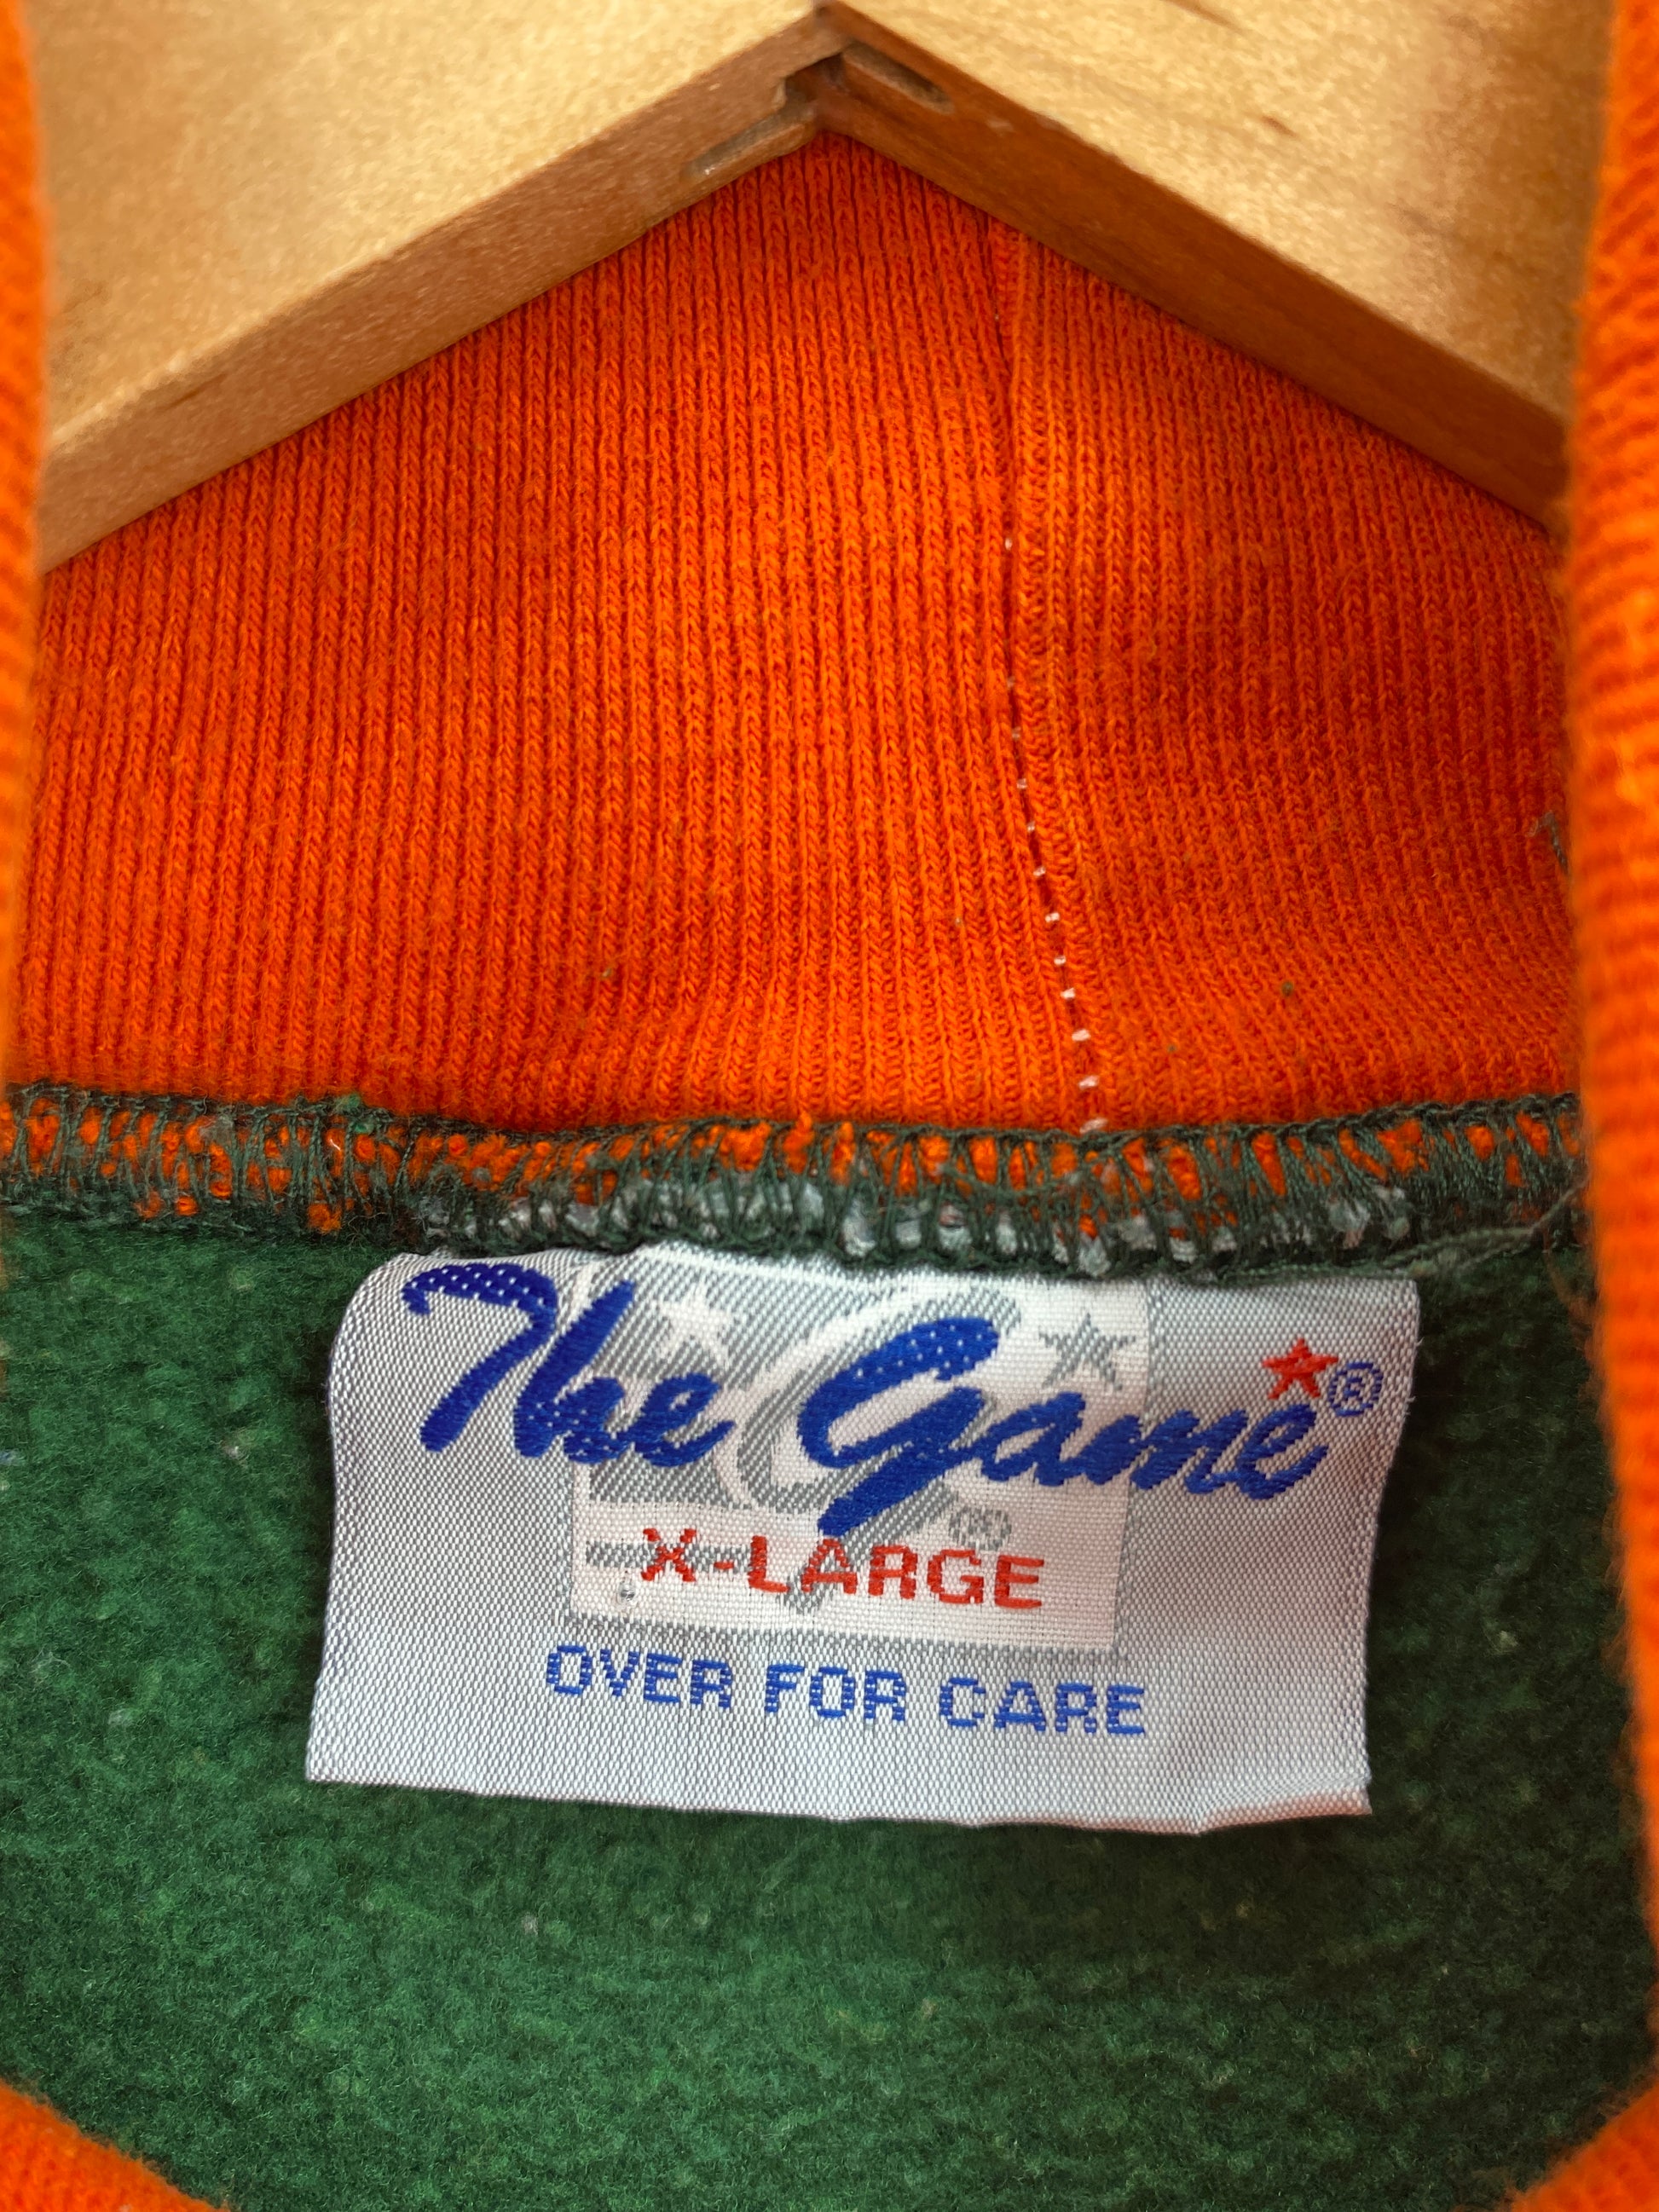 The Game®
®
X-LARGE
OVER FOR CARE